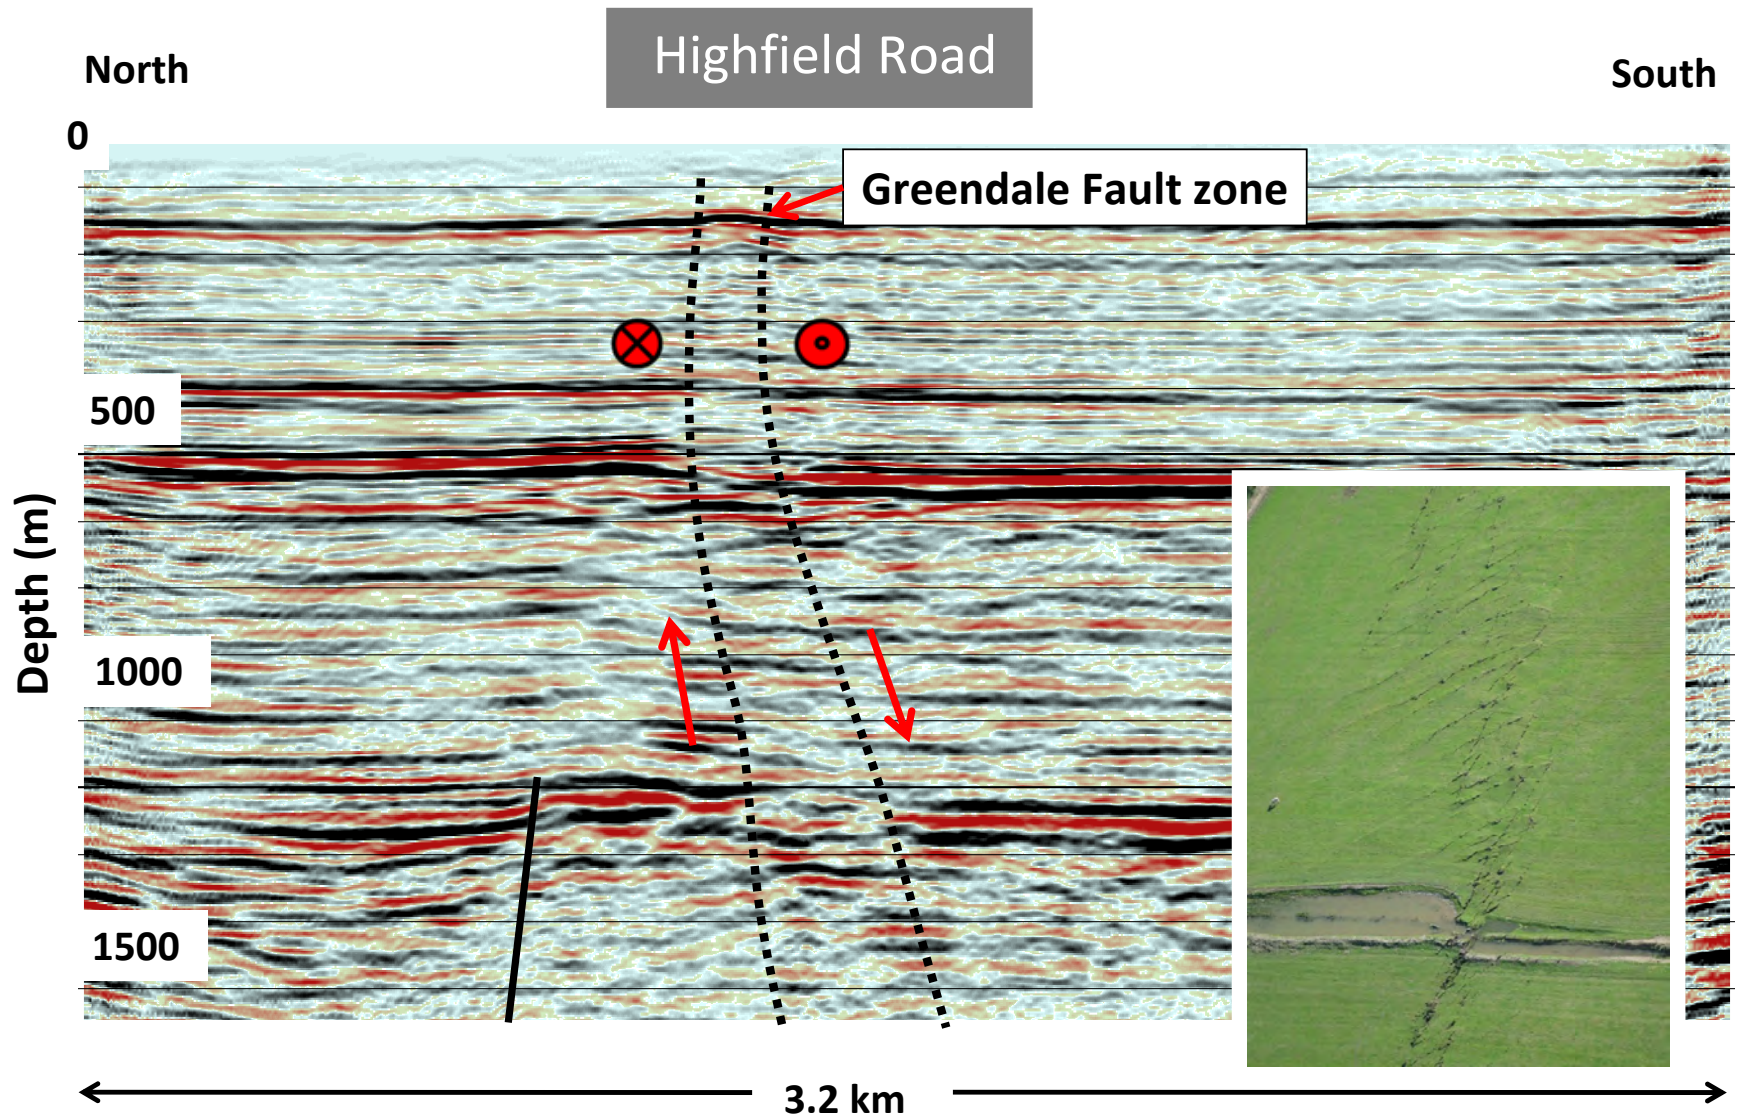 Highfield Road
North
South
0
Greendale Fault zone
500
1000
1500
Depth (m)
3.2 km